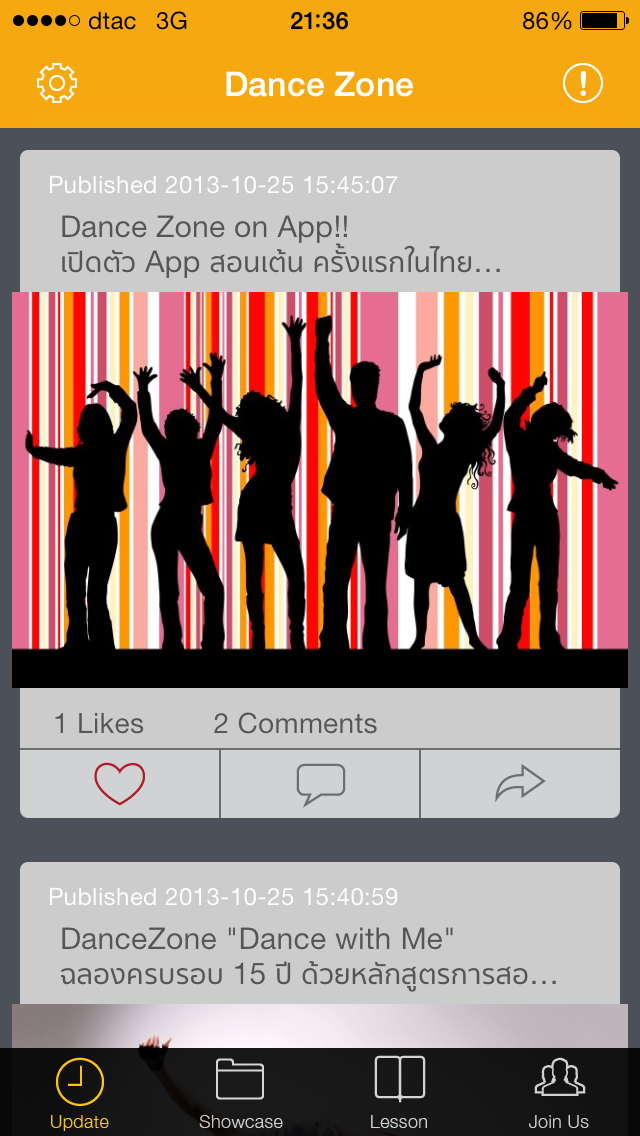 dtac 3G 21:36 86%
Dance Zone
Published 2013-10-25 15:45:07
Dance Zone on App!!
เปิดตัว App สอนเต้น ครั้งแรกในไทย...
1 Likes 2 Comments
Published 2013-10-25 15:40:59
DanceZone "Dance with Me"
ฉลองครบรอบ 15 ปี ด้วยหลักสูตรการสอ...
Update Showcase Lesson Join Us